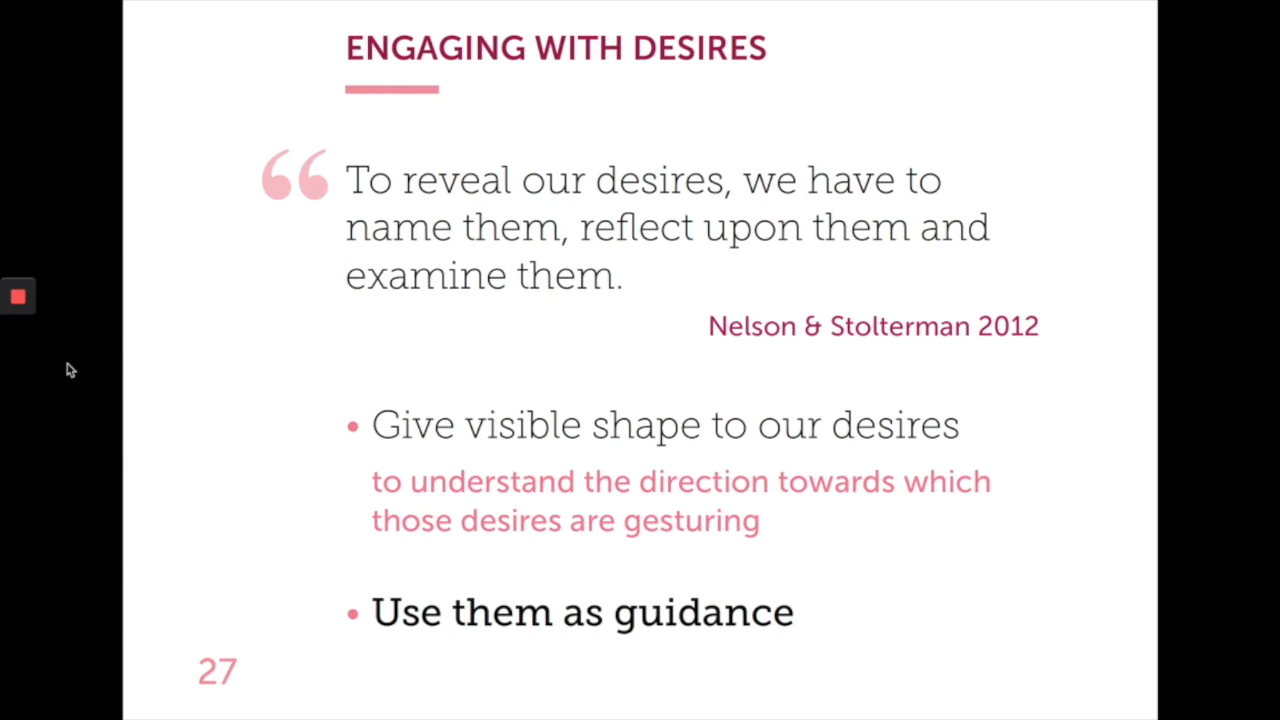 ENGAGING WITH DESIRES
“ To reveal our desires, we have to
name them, reflect upon them and
examine them.
Nelson & Stolterman 2012
• Give visible shape to our desires
to understand the direction towards which
those desires are gesturing
• Use them as guidance
27